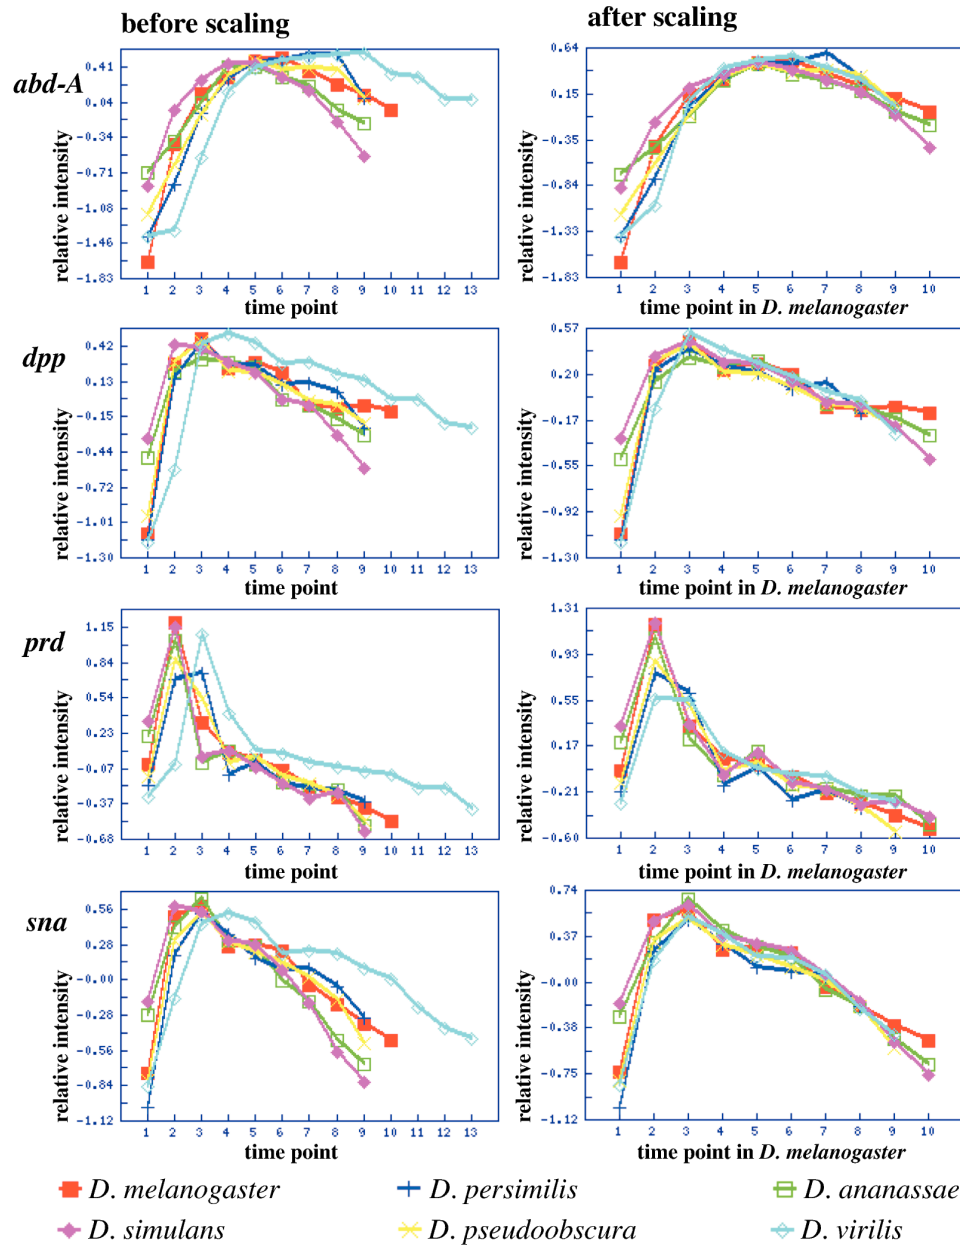 before scaling
after scaling
abd-A
relative intensity
0.41
0.04
-0.34
-0.71
-1.08
-1.46
-1.83
1 2 3 4 5 6 7 8 9 10 11 12 13
time point
relative intensity
0.64
0.15
-0.35
-0.84
-1.33
-1.83
1 2 3 4 5 6 7 8 9 10
time point in D. melanogaster
dpp
relative intensity
0.42
0.13
-0.15
-0.44
-0.72
-1.01
-1.30
1 2 3 4 5 6 7 8 9 10 11 12 13
time point
relative intensity
0.57
0.20
-0.17
-0.55
-0.92
-1.30
1 2 3 4 5 6 7 8 9 10
time point in D. melanogaster
prd
relative intensity
1.15
0.84
0.54
0.23
-0.07
-0.37
-0.68
1 2 3 4 5 6 7 8 9 10 11 12 13
time point
relative intensity
1.31
0.93
0.55
0.17
-0.21
-0.60
1 2 3 4 5 6 7 8 9 10
time point in D. melanogaster
sna
relative intensity
0.56
0.28
-0.00
-0.28
-0.56
-0.84
-1.12
1 2 3 4 5 6 7 8 9 10 11 12 13
time point
relative intensity
0.74
0.37
-0.00
-0.38
-0.75
-1.12
1 2 3 4 5 6 7 8 9 10
time point in D. melanogaster
D. melanogaster
D. persimilis
D. ananassae
D. simulans
D. pseudoobscura
D. virilis